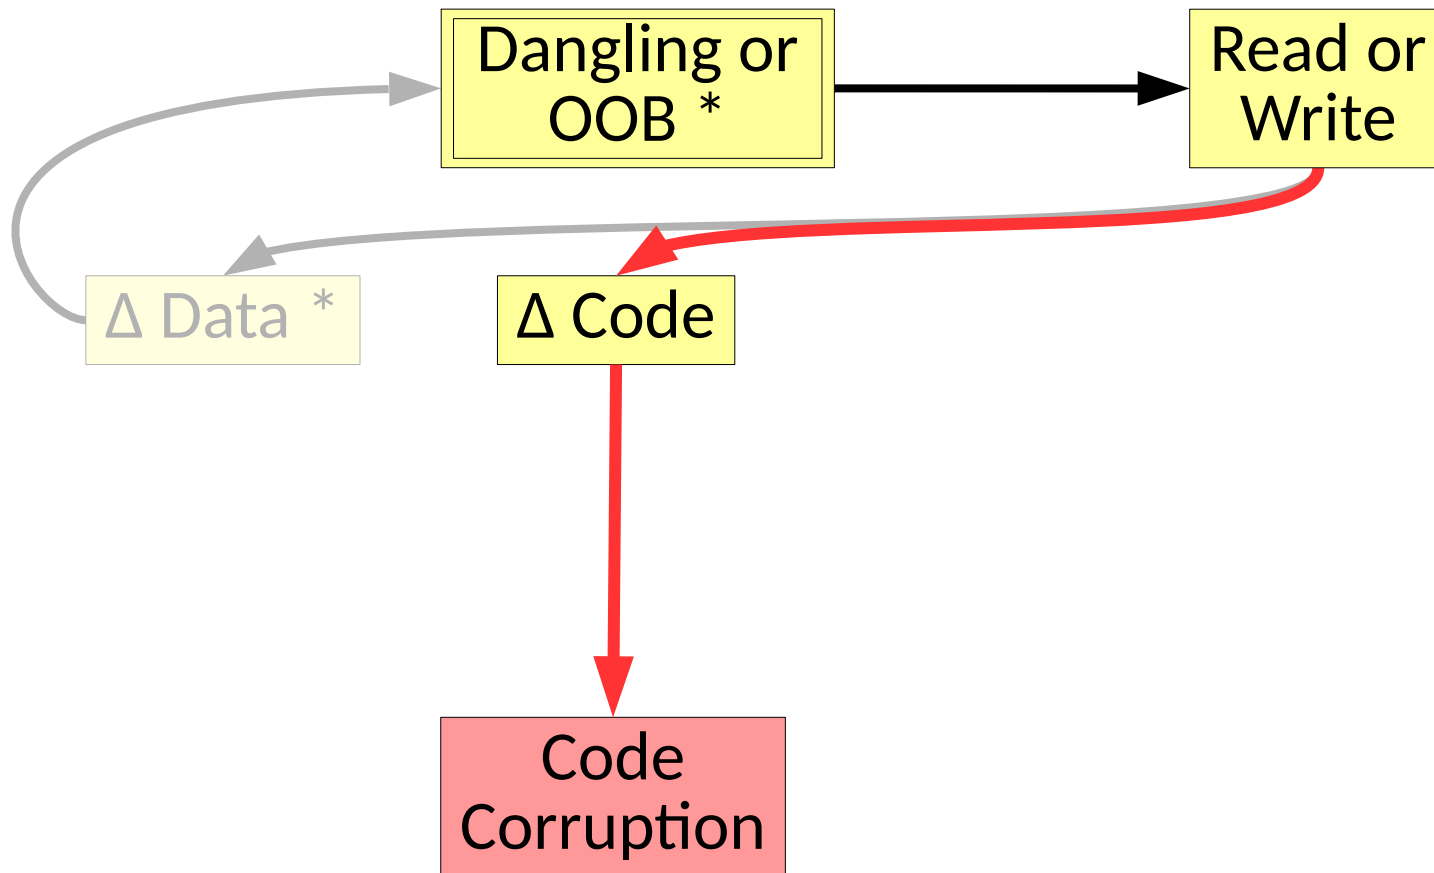 Dangling or
OOB *
Read or
Write
Δ Data *
Δ Code
Code
Corruption